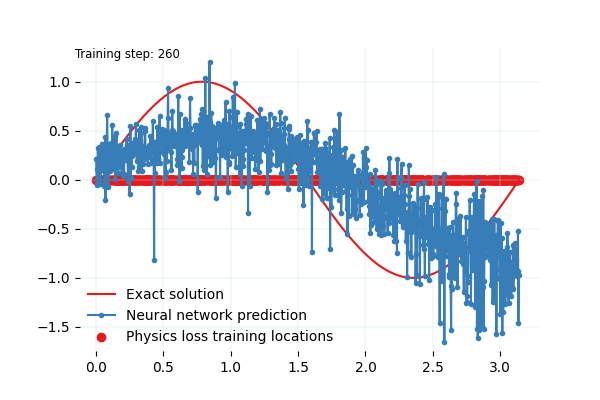 Training step: 260
1.0
0.5
0.0
−0.5
−1.0
−1.5
Exact solution
Neural network prediction
Physics loss training locations
0.0 0.5 1.0 1.5 2.0 2.5 3.0